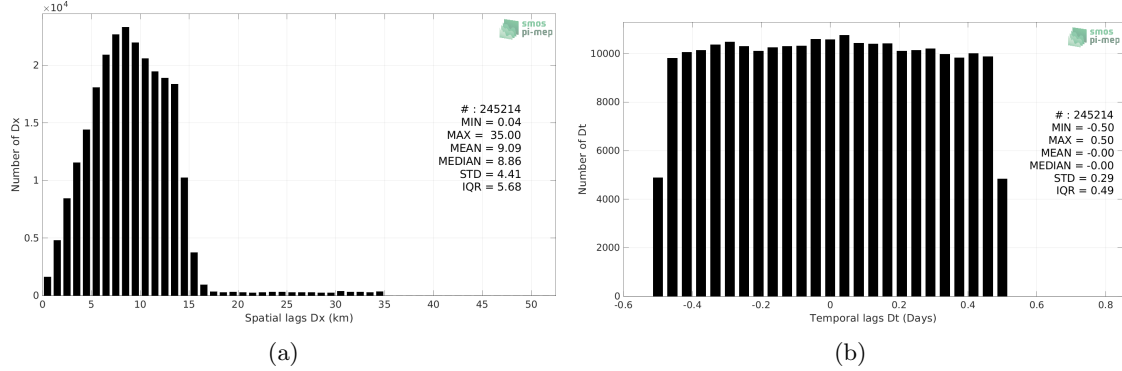 ×10⁴
2
1.5
1
0.5
0
Number of Dx
0 5 10 15 20 25 30 35 40 45 50
Spatial lags Dx (km)
smos
pi-mep
# : 245214
MIN = 0.04
MAX = 35.00
MEAN = 9.09
MEDIAN = 8.86
STD = 4.41
IQR = 5.68
(a)
10000
8000
6000
4000
2000
0
Number of Dt
-0.6 -0.4 -0.2 0 0.2 0.4 0.6 0.8
Temporal lags Dt (Days)
smos
pi-mep
# : 245214
MIN = -0.50
MAX = 0.50
MEAN = -0.00
MEDIAN = -0.00
STD = 0.29
IQR = 0.49
(b)